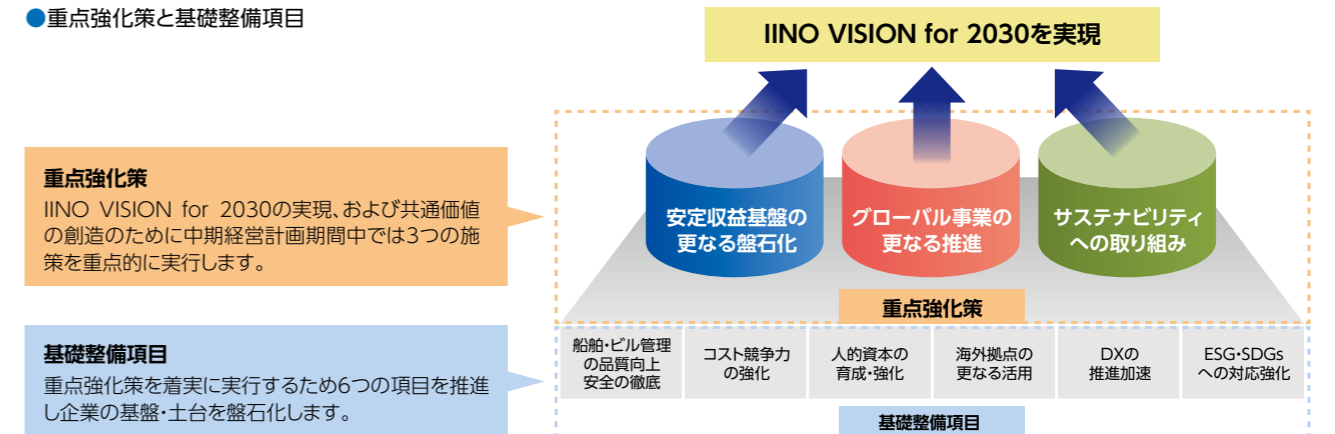 ●重点強化策と基礎整備項目
IINO VISION for 2030を実現
重点強化策
IINO VISION for 2030の実現、および共通価値
の創造のために中期経営計画期間中では3つの施
策を重点的に実行します。
安定収益基盤の
更なる盤石化
グローバル事業の
更なる推進
サステナビリティ
への取り組み
重点強化策
基礎整備項目
重点強化策を着実に実行するため6つの項目を推進
し企業の基盤・土台を盤石化します。
船舶・ビル管理
の品質向上
安全の徹底
コスト競争力
の強化
人的資本の
育成・強化
海外拠点の
更なる活用
DXの
推進加速
ESG・SDGs
への対応強化
基礎整備項目